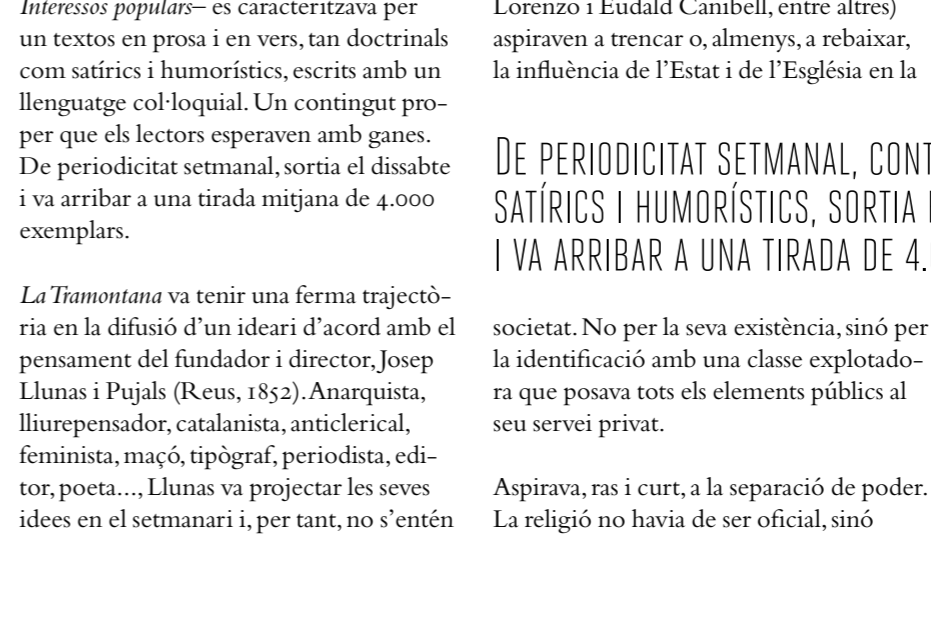 Interessos populars– es caracteritzava per
un textos en prosa i en vers, tan doctrinals
com satírics i humorístics, escrits amb un
llenguatge col·loquial. Un contingut pro-
per que els lectors esperaven amb ganes.
De periodicitat setmanal, sortia el dissabte
i va arribar a una tirada mitjana de 4.000
exemplars.
La Tramontana va tenir una ferma trajectò-
ria en la difusió d’un ideari d’acord amb el
pensament del fundador i director, Josep
Llunas i Pujals (Reus, 1852). Anarquista,
lliurepensador, catalanista, anticlerical,
feminista, maçó, tipògraf, periodista, edi-
tor, poeta..., Llunas va projectar les seves
idees en el setmanari i, per tant, no s’entén
Lorenzo i Eudald Canibell, entre altres)
aspiraven a trencar o, almenys, a rebaixar,
la influència de l’Estat i de l’Església en la
DE PERIODICITAT SETMANAL, CONT
SATÍRICS I HUMORÍSTICS, SORTIA
I VA ARRIBAR A UNA TIRADA DE 4.
societat. No per la seva existència, sinó per
la identificació amb una classe explotado-
ra que posava tots els elements públics al
seu servei privat.
Aspirava, ras i curt, a la separació de poder.
La religió no havia de ser oficial, sinó